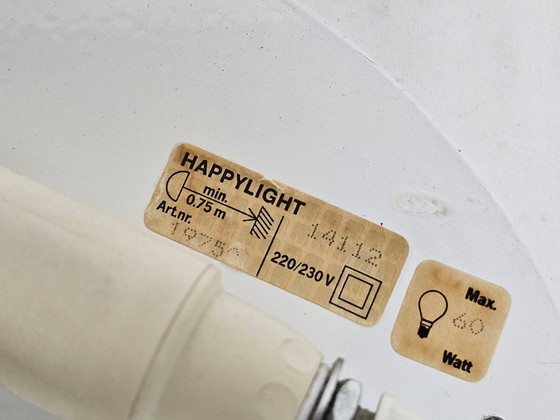 HAPPYLIGHT
min.
0.75 m
Art.nr.
14112
220/230 V
Max.
60
Watt